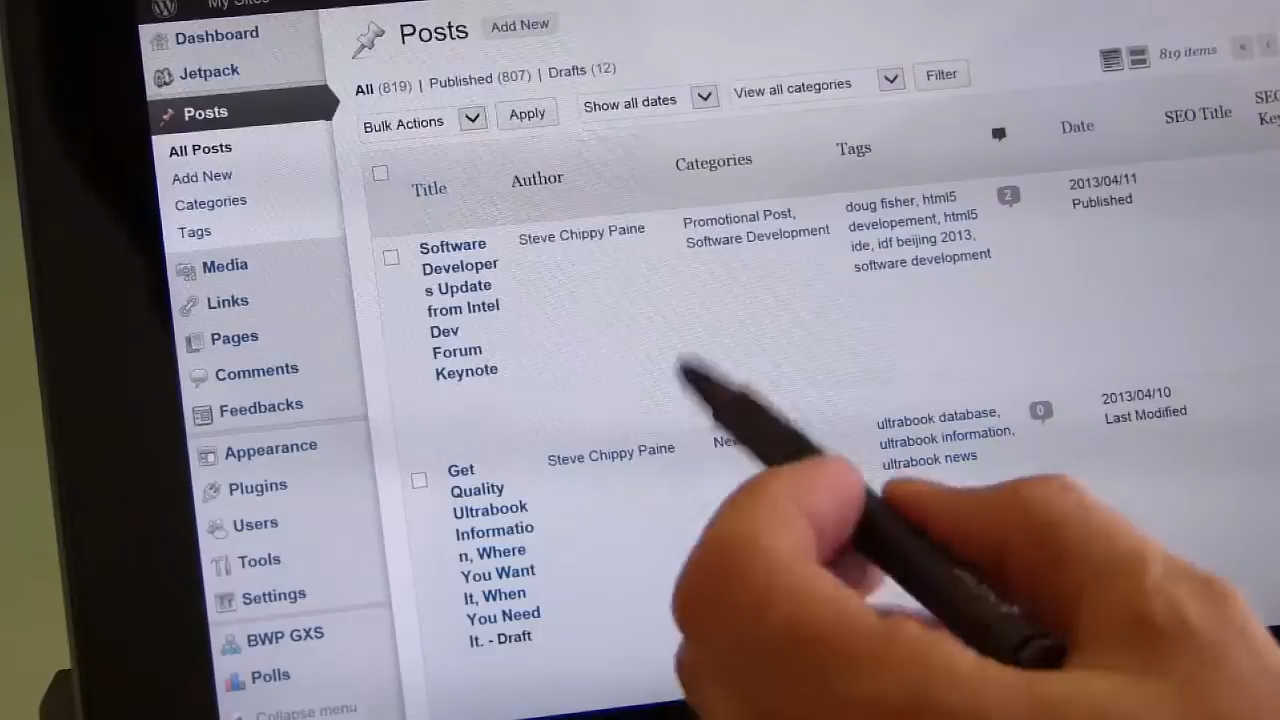 My Sites
Dashboard
Jetpack
Posts
All Posts
Add New
Categories
Tags
Media
Links
Pages
Comments
Feedbacks
Appearance
Plugins
Users
Tools
Settings
BWP GXS
Polls
Collapse menu
Posts Add New
All (819) | Published (807) | Drafts (12)
Bulk Actions Apply Show all dates View all categories Filter
819 items « ‹
Title Author Categories Tags Date SEO Title SEO
Software
Developer
s Update
from Intel
Dev
Forum
Keynote
Steve Chippy Paine
Promotional Post,
Software Development
doug fisher, html5
developement, html5
ide, idf beijing 2013,
software development
2
2013/04/11
Published
Get
Quality
Ultrabook
Informatio
n, Where
You Want
It, When
You Need
It. - Draft
Steve Chippy Paine
ultrabook database,
ultrabook information,
ultrabook news
0
2013/04/10
Last Modified